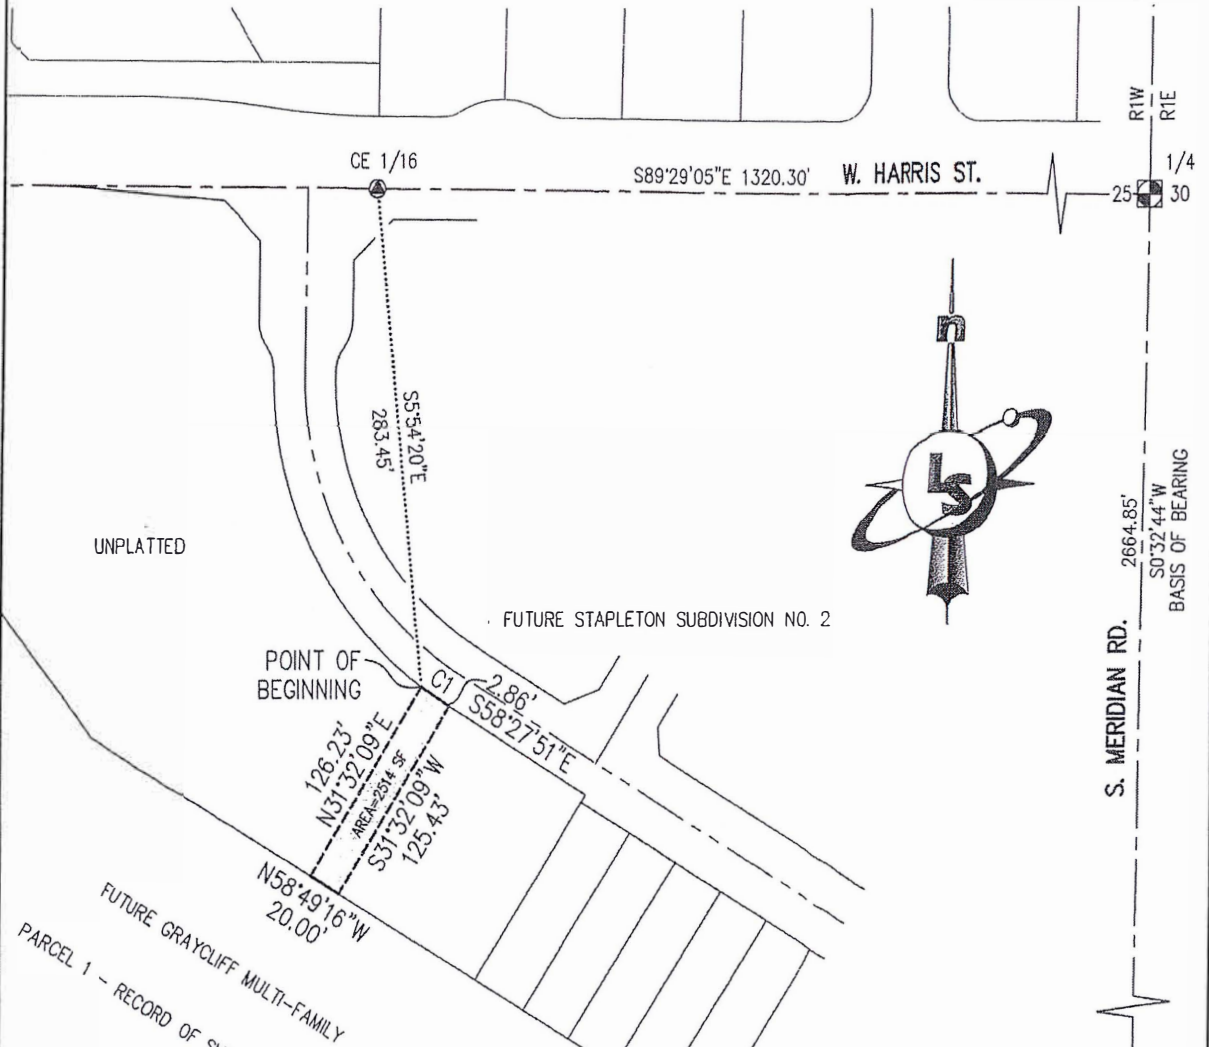 R1W
R1E
CE 1/16
S89°29'05"E 1320.30'
W. HARRIS ST.
1/4
25
30
n
LS
S5°54'20"E
283.45'
UNPLATTED
2664.85'
S0°32'44"W
BASIS OF BEARING
FUTURE STAPLETON SUBDIVISION NO. 2
S. MERIDIAN RD.
POINT OF
BEGINNING
C1
2.86'
S58°27'51"E
126.23'
N31°32'09"E
AREA=2514 SF
S31°32'09"W
125.43'
N58°49'16"W
20.00'
FUTURE GRAYCLIFF MULTI-FAMILY
PARCEL 1 - RECORD OF